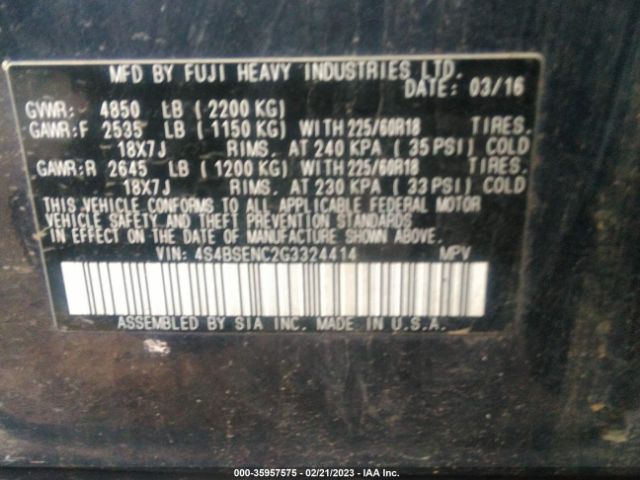 MFD BY FUJI HEAVY INDUSTRIES LTD.
DATE: 03/16
GVWR: 4850 LB (2200 KG)
GAWR:F 2535 LB (1150 KG) WITH 225/60R18 TIRES.
18X7J RIMS. AT 240 KPA (35 PSI) COLD
GAWR:R 2645 LB (1200 KG) WITH 225/60R18 TIRES.
18X7J RIMS. AT 230 KPA (33 PSI) COLD
THIS VEHICLE CONFORMS TO ALL APPLICABLE FEDERAL MOTOR
VEHICLE SAFETY AND THEFT PREVENTION STANDARDS
IN EFFECT ON THE DATE OF MANUFACTURE SHOWN ABOVE.
VIN: 4S4BSENC2G3324414 MPV
ASSEMBLED BY SIA INC. MADE IN U.S.A.
000-35957575 - 02/21/2023 - IAA Inc.